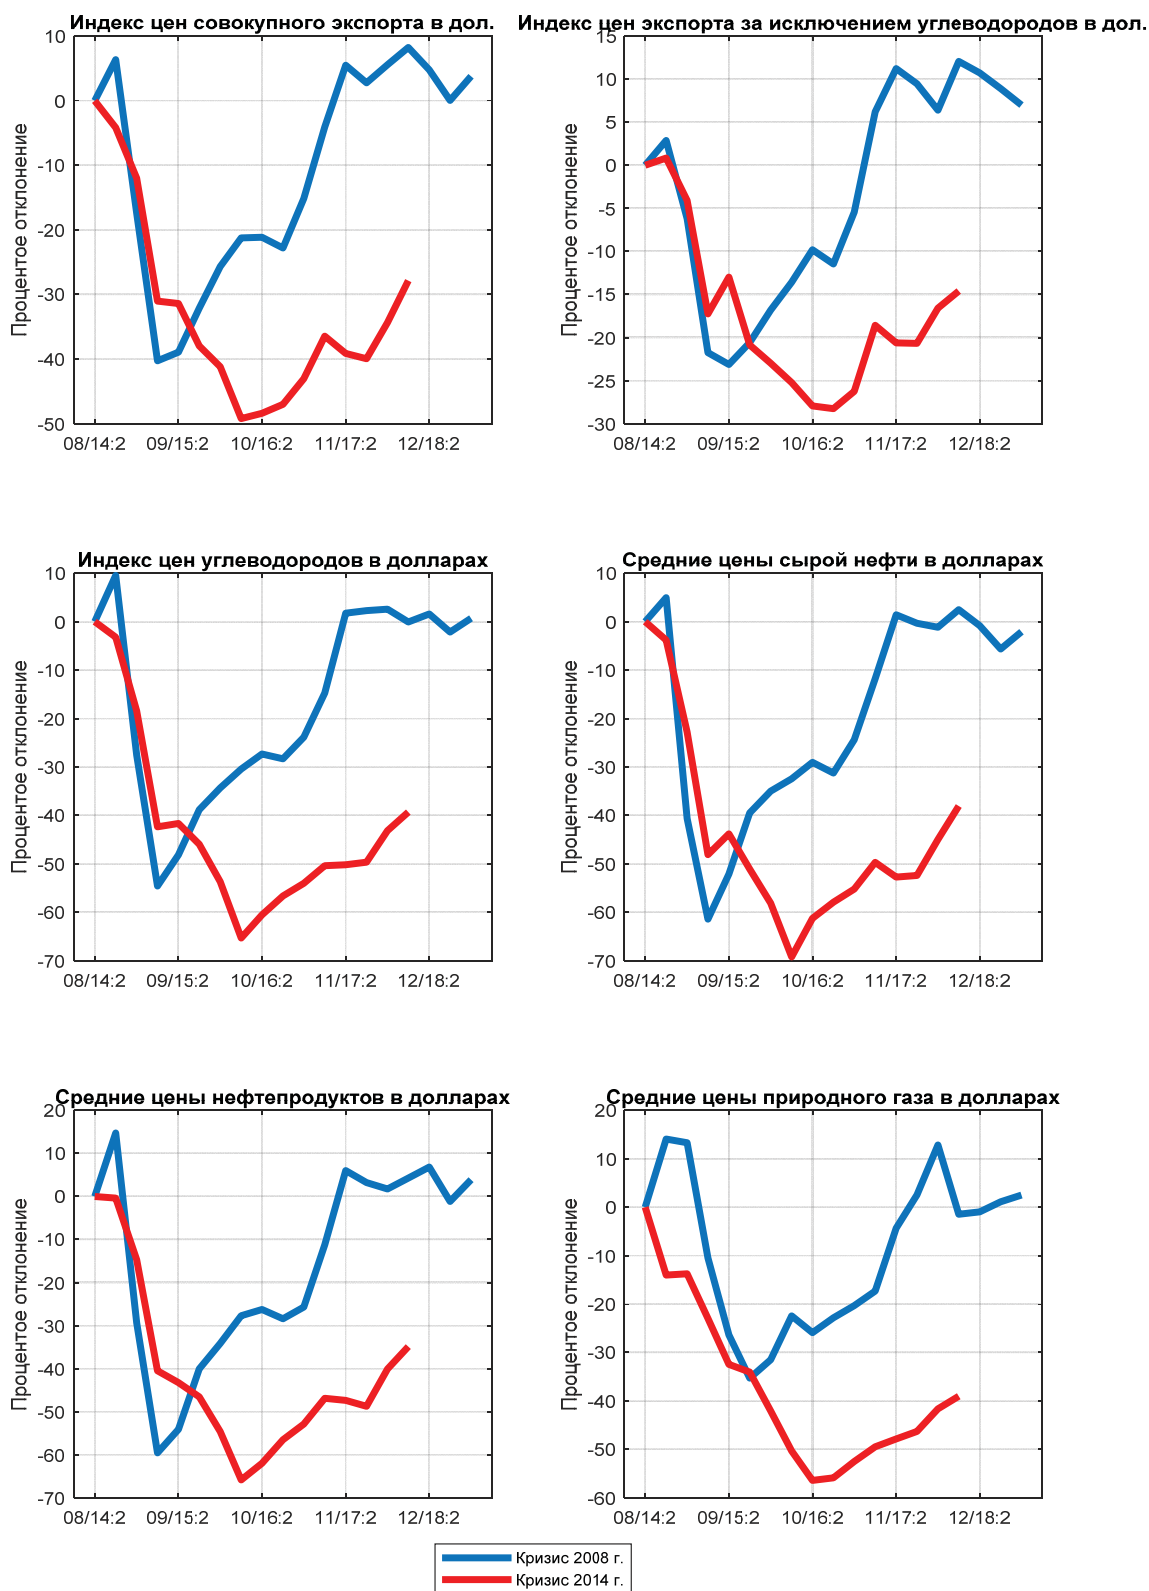 Индекс цен совокупного экспорта в дол.
10
0
-10
-20
-30
-40
-50
Процентое отклонение
08/14:2 09/15:2 10/16:2 11/17:2 12/18:2
Индекс цен экспорта за исключением углеводородов в дол.
15
10
5
0
-5
-10
-15
-20
-25
-30
Процентое отклонение
08/14:2 09/15:2 10/16:2 11/17:2 12/18:2
Индекс цен углеводородов в долларах
10
0
-10
-20
-30
-40
-50
-60
-70
Процентое отклонение
08/14:2 09/15:2 10/16:2 11/17:2 12/18:2
Средние цены сырой нефти в долларах
10
0
-10
-20
-30
-40
-50
-60
-70
Процентое отклонение
08/14:2 09/15:2 10/16:2 11/17:2 12/18:2
Средние цены нефтепродуктов в долларах
20
10
0
-10
-20
-30
-40
-50
-60
-70
Процентое отклонение
08/14:2 09/15:2 10/16:2 11/17:2 12/18:2
Средние цены природного газа в долларах
20
10
0
-10
-20
-30
-40
-50
-60
Процентое отклонение
08/14:2 09/15:2 10/16:2 11/17:2 12/18:2
Кризис 2008 г.
Кризис 2014 г.